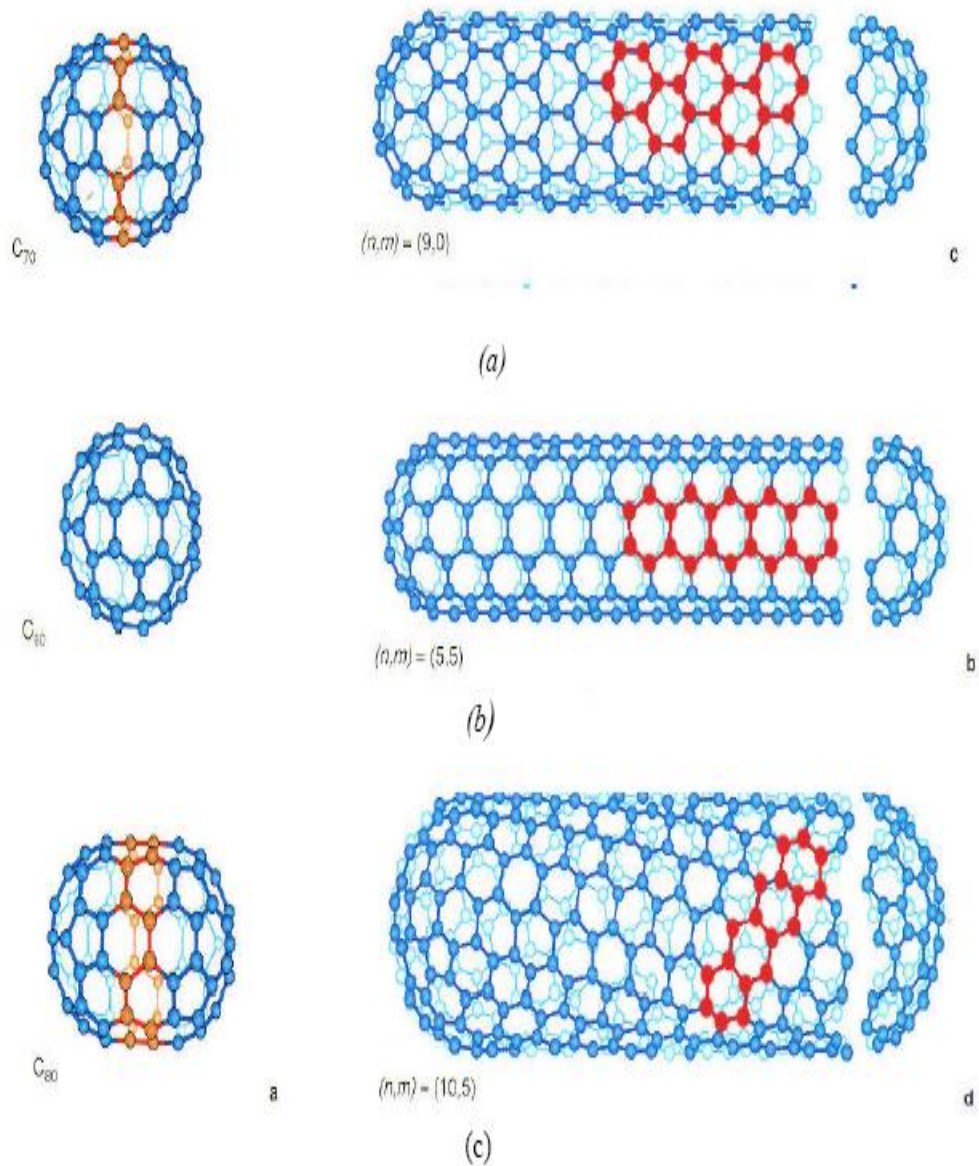 C70
(n,m) = (9,0)
c
(a)
C60
(n,m) = (5,5)
b
(b)
C80
a
(n,m) = (10,5)
d
(c)